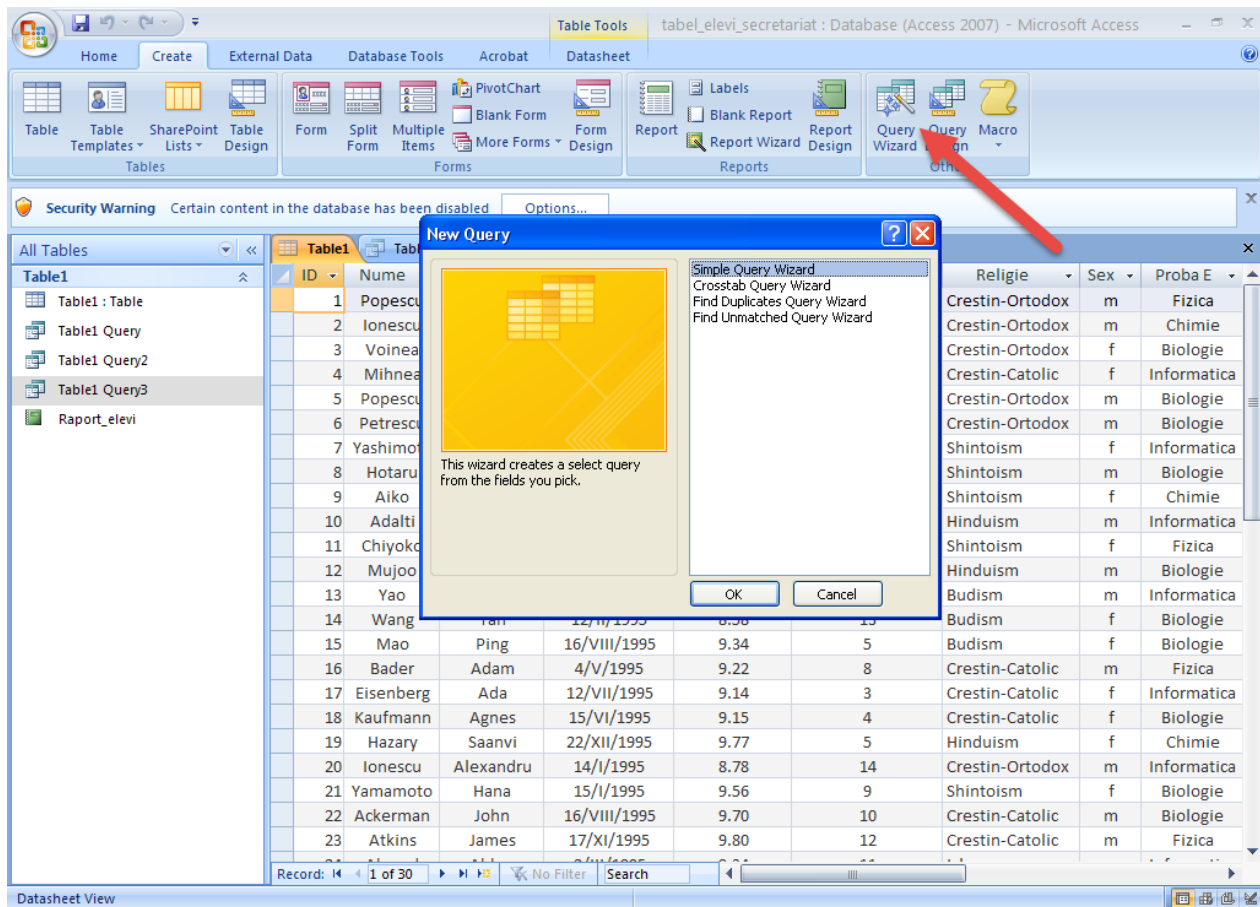 Table Tools tabel_elevi_secretariat : Database (Access 2007) - Microsoft Access
Home Create External Data Database Tools Acrobat Datasheet
Table
Table Templates
SharePoint Lists
Table Design
Tables
Form
Split Form
Multiple Items
PivotChart
Blank Form
More Forms
Form Design
Forms
Report
Labels
Blank Report
Report Wizard
Report Design
Reports
Query Wizard
Query
Macro
Security Warning Certain content in the database has been disabled Options...
All Tables
Table1
Table1 : Table
Table1 Query
Table1 Query2
Table1 Query3
Raport_elevi
Table1
New Query
This wizard creates a select query
from the fields you pick.
Simple Query Wizard
Crosstab Query Wizard
Find Duplicates Query Wizard
Find Unmatched Query Wizard
OK Cancel
ID Nume Religie Sex Proba E
1 Popescu Crestin-Ortodox m Fizica
2 Ionescu Crestin-Ortodox m Chimie
3 Voinea Crestin-Ortodox f Biologie
4 Mihnea Crestin-Catolic f Informatica
5 Popescu Crestin-Ortodox m Biologie
6 Petrescu Crestin-Ortodox m Biologie
7 Yashimot Shintoism f Informatica
8 Hotaru Shintoism m Biologie
9 Aiko Shintoism f Chimie
10 Adalti Hinduism m Informatica
11 Chiyoko Shintoism f Fizica
12 Mujoo Hinduism m Biologie
13 Yao Budism m Informatica
14 Wang Budism f Biologie
15 Mao Ping 16/VIII/1995 9.34 5 Budism f Biologie
16 Bader Adam 4/V/1995 9.22 8 Crestin-Catolic m Fizica
17 Eisenberg Ada 12/VII/1995 9.14 3 Crestin-Catolic f Informatica
18 Kaufmann Agnes 15/VI/1995 9.15 4 Crestin-Catolic f Biologie
19 Hazary Saanvi 22/XII/1995 9.77 5 Hinduism f Chimie
20 Ionescu Alexandru 14/I/1995 8.78 14 Crestin-Ortodox m Informatica
21 Yamamoto Hana 15/I/1995 9.56 9 Shintoism f Biologie
22 Ackerman John 16/VIII/1995 9.70 10 Crestin-Catolic m Biologie
23 Atkins James 17/XI/1995 9.80 12 Crestin-Catolic m Fizica
Record: 1 of 30 No Filter Search
Datasheet View